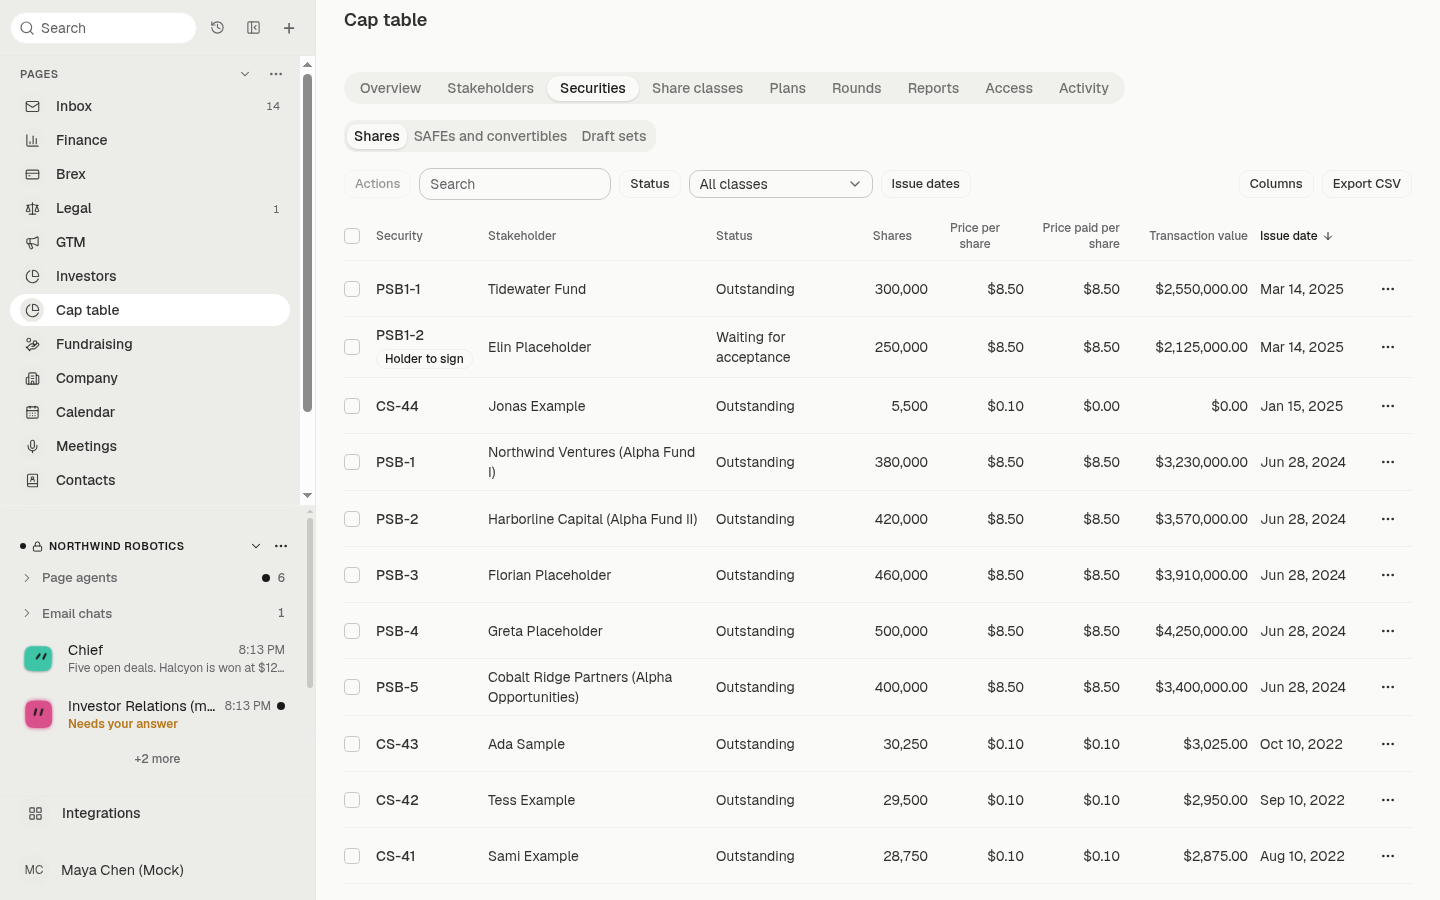 Search
PAGES
Inbox 14
Finance
Brex
Legal 1
GTM
Investors
Cap table
Fundraising
Company
Calendar
Meetings
Contacts
NORTHWIND ROBOTICS
Page agents 6
Email chats 1
Chief 8:13 PM
Five open deals. Halcyon is won at $12...
Investor Relations (m... 8:13 PM
Needs your answer
+2 more
Integrations
MC Maya Chen (Mock)
Cap table
Overview Stakeholders Securities Share classes Plans Rounds Reports Access Activity
Shares SAFEs and convertibles Draft sets
Actions Search Status All classes Issue dates Columns Export CSV
Security Stakeholder Status Shares Price per share Price paid per share Transaction value Issue date
PSB1-1 Tidewater Fund Outstanding 300,000 $8.50 $8.50 $2,550,000.00 Mar 14, 2025
PSB1-2 Holder to sign Elin Placeholder Waiting for acceptance 250,000 $8.50 $8.50 $2,125,000.00 Mar 14, 2025
CS-44 Jonas Example Outstanding 5,500 $0.10 $0.00 $0.00 Jan 15, 2025
PSB-1 Northwind Ventures (Alpha Fund I) Outstanding 380,000 $8.50 $8.50 $3,230,000.00 Jun 28, 2024
PSB-2 Harborline Capital (Alpha Fund II) Outstanding 420,000 $8.50 $8.50 $3,570,000.00 Jun 28, 2024
PSB-3 Florian Placeholder Outstanding 460,000 $8.50 $8.50 $3,910,000.00 Jun 28, 2024
PSB-4 Greta Placeholder Outstanding 500,000 $8.50 $8.50 $4,250,000.00 Jun 28, 2024
PSB-5 Cobalt Ridge Partners (Alpha Opportunities) Outstanding 400,000 $8.50 $8.50 $3,400,000.00 Jun 28, 2024
CS-43 Ada Sample Outstanding 30,250 $0.10 $0.10 $3,025.00 Oct 10, 2022
CS-42 Tess Example Outstanding 29,500 $0.10 $0.10 $2,950.00 Sep 10, 2022
CS-41 Sami Example Outstanding 28,750 $0.10 $0.10 $2,875.00 Aug 10, 2022